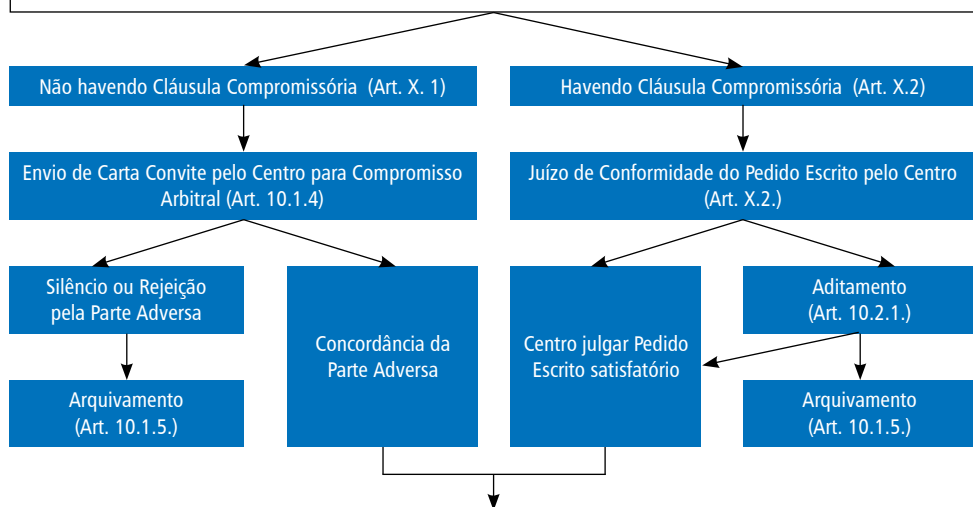 Não havendo Cláusula Compromissória (Art. X. 1)
Havendo Cláusula Compromissória (Art. X.2)
Envio de Carta Convite pelo Centro para Compromisso
Arbitral (Art. 10.1.4)
Juízo de Conformidade do Pedido Escrito pelo Centro
(Art. X.2.)
Silêncio ou Rejeição
pela Parte Adversa
Concordância da
Parte Adversa
Centro julgar Pedido
Escrito satisfatório
Aditamento
(Art. 10.2.1.)
Arquivamento
(Art. 10.1.5.)
Arquivamento
(Art. 10.1.5.)